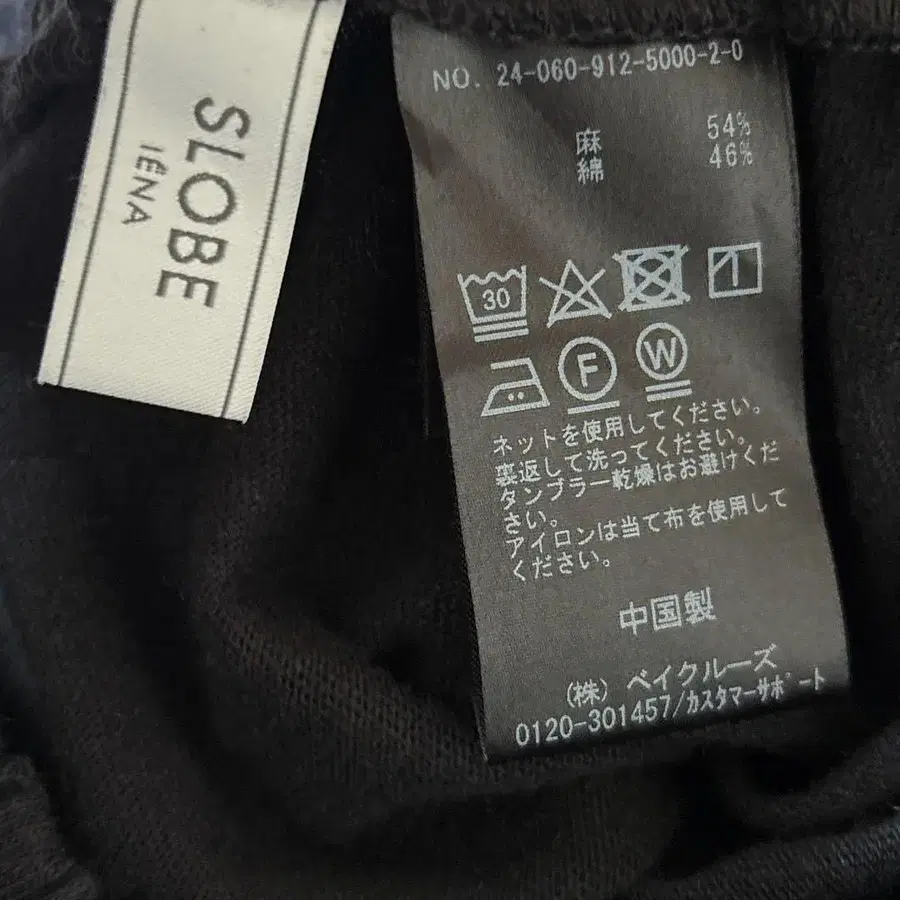 SLOBE
IÉNA
NO. 24-060-912-5000-2-0
麻 54%
綿 46%
30
F
W
ネットを使用してください。
裏返して洗ってください。
タンブラー乾燥はお避けくだ
さい。
アイロンは当て布を使用して
ください。
中国製
(株) ベイクルーズ
0120-301457/カスタマーサポート